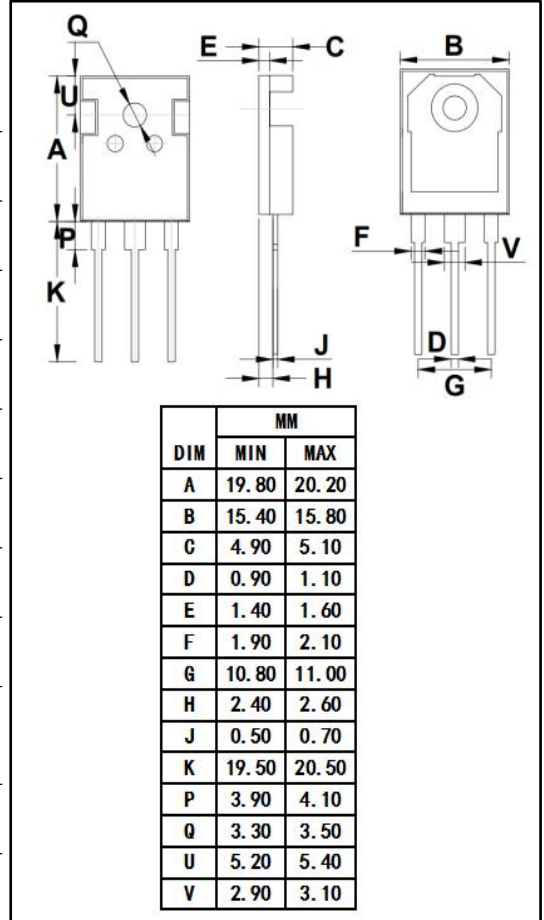 Q
E C B
U
A
P
K
F V
J
H
D
G
MM
DIM MIN MAX
A 19.80 20.20
B 15.40 15.80
C 4.90 5.10
D 0.90 1.10
E 1.40 1.60
F 1.90 2.10
G 10.80 11.00
H 2.40 2.60
J 0.50 0.70
K 19.50 20.50
P 3.90 4.10
Q 3.30 3.50
U 5.20 5.40
V 2.90 3.10